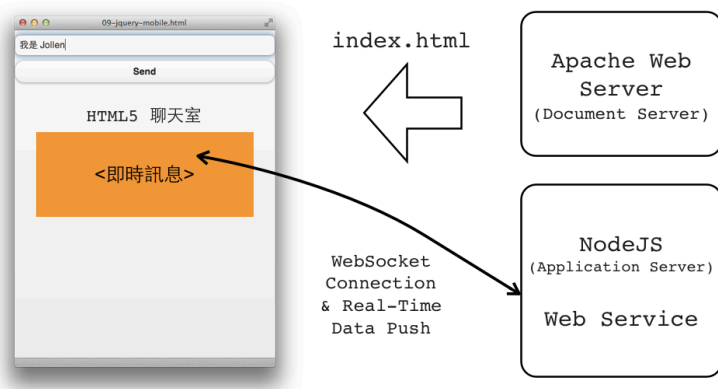 09-jquery-mobile.html
我是 Jollen
Send
HTML5 聊天室
<即時訊息>
index.html
Apache Web
Server
(Document Server)
WebSocket
Connection
& Real-Time
Data Push
NodeJS
(Application Server)
Web Service